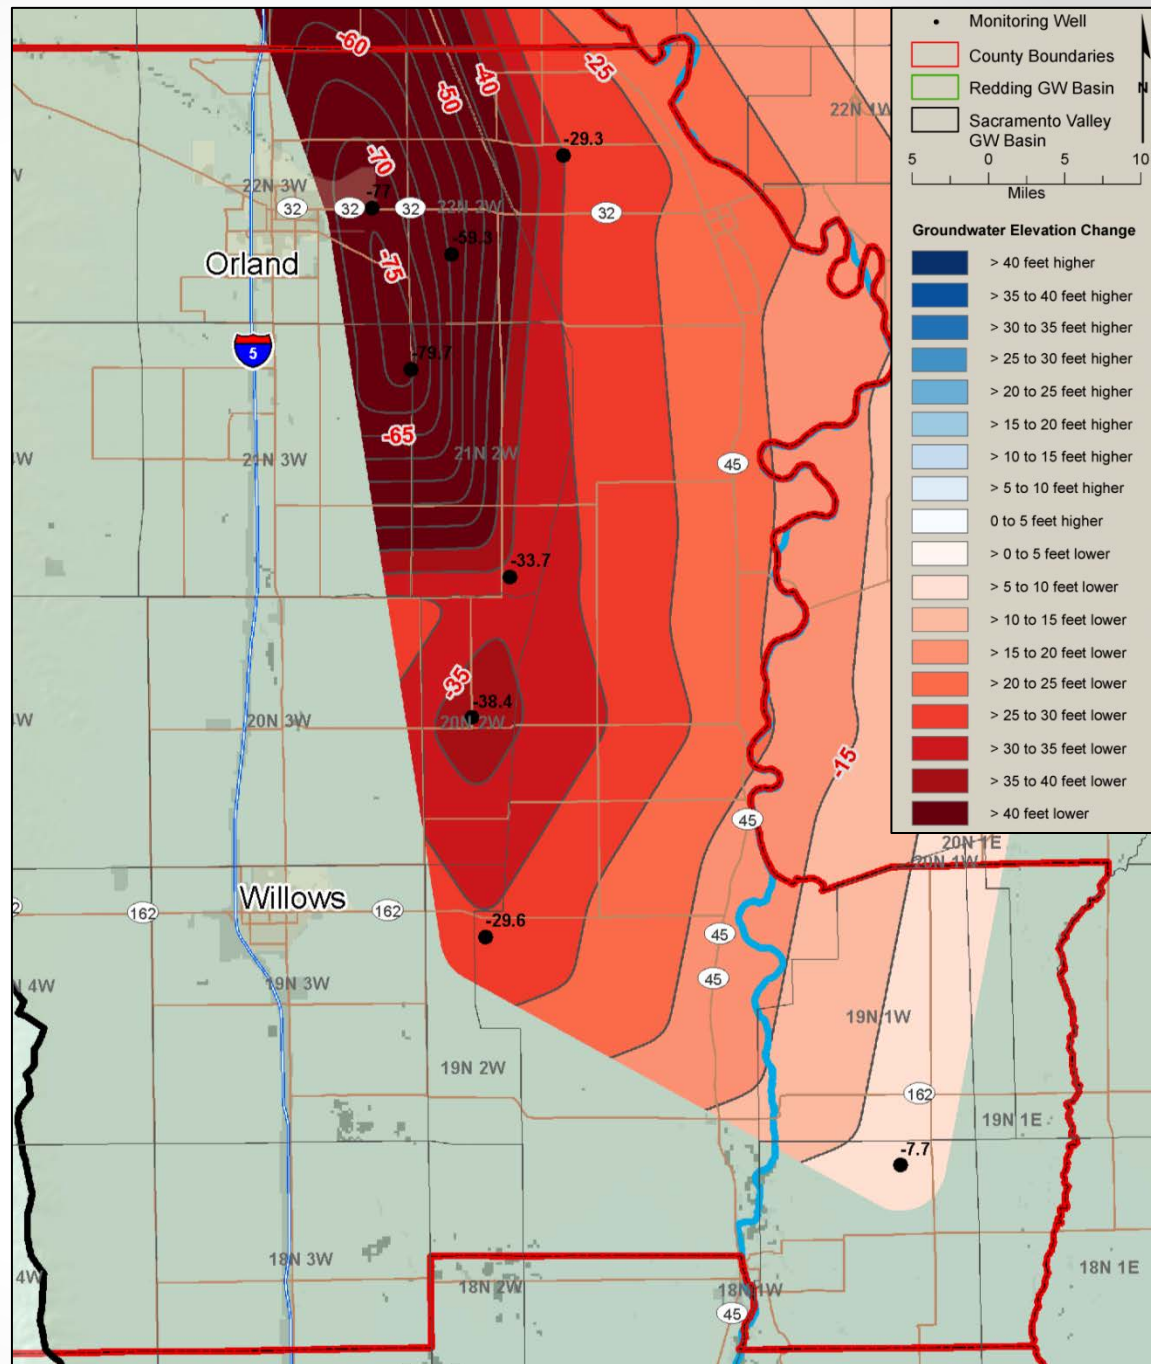 Monitoring Well
County Boundaries
Redding GW Basin
Sacramento Valley
GW Basin
N
5 0 5 10
Miles
Groundwater Elevation Change
> 40 feet higher
> 35 to 40 feet higher
> 30 to 35 feet higher
> 25 to 30 feet higher
> 20 to 25 feet higher
> 15 to 20 feet higher
> 10 to 15 feet higher
> 5 to 10 feet higher
0 to 5 feet higher
> 0 to 5 feet lower
> 5 to 10 feet lower
> 10 to 15 feet lower
> 15 to 20 feet lower
> 20 to 25 feet lower
> 25 to 30 feet lower
> 30 to 35 feet lower
> 35 to 40 feet lower
> 40 feet lower
-60
-50
-40
-25
22N 1W
-29.3
-70
22N 3W
-77
32
32
32
22N 2W
32
-59.3
Orland
-75
5
-79.7
-65
21N 3W
21N 2W
45
-33.7
-35
-38.4
20N 3W
20N 2W
-15
45
20N 1E
20N 1W
Willows
162
162
-29.6
45
45
19N 3W
N 4W
19N 1W
19N 2W
162
19N 1E
-7.7
18N 3W
4W
18N 2W
18N 1W
18N 1E
45